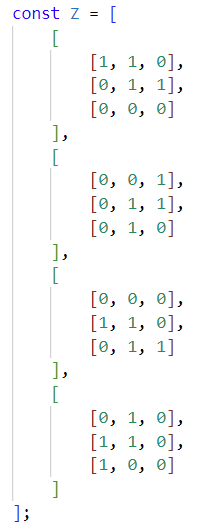 const Z = [
    [
        [1, 1, 0],
        [0, 1, 1],
        [0, 0, 0]
    ],
    [
        [0, 0, 1],
        [0, 1, 1],
        [0, 1, 0]
    ],
    [
        [0, 0, 0],
        [1, 1, 0],
        [0, 1, 1]
    ],
    [
        [0, 1, 0],
        [1, 1, 0],
        [1, 0, 0]
    ]
];